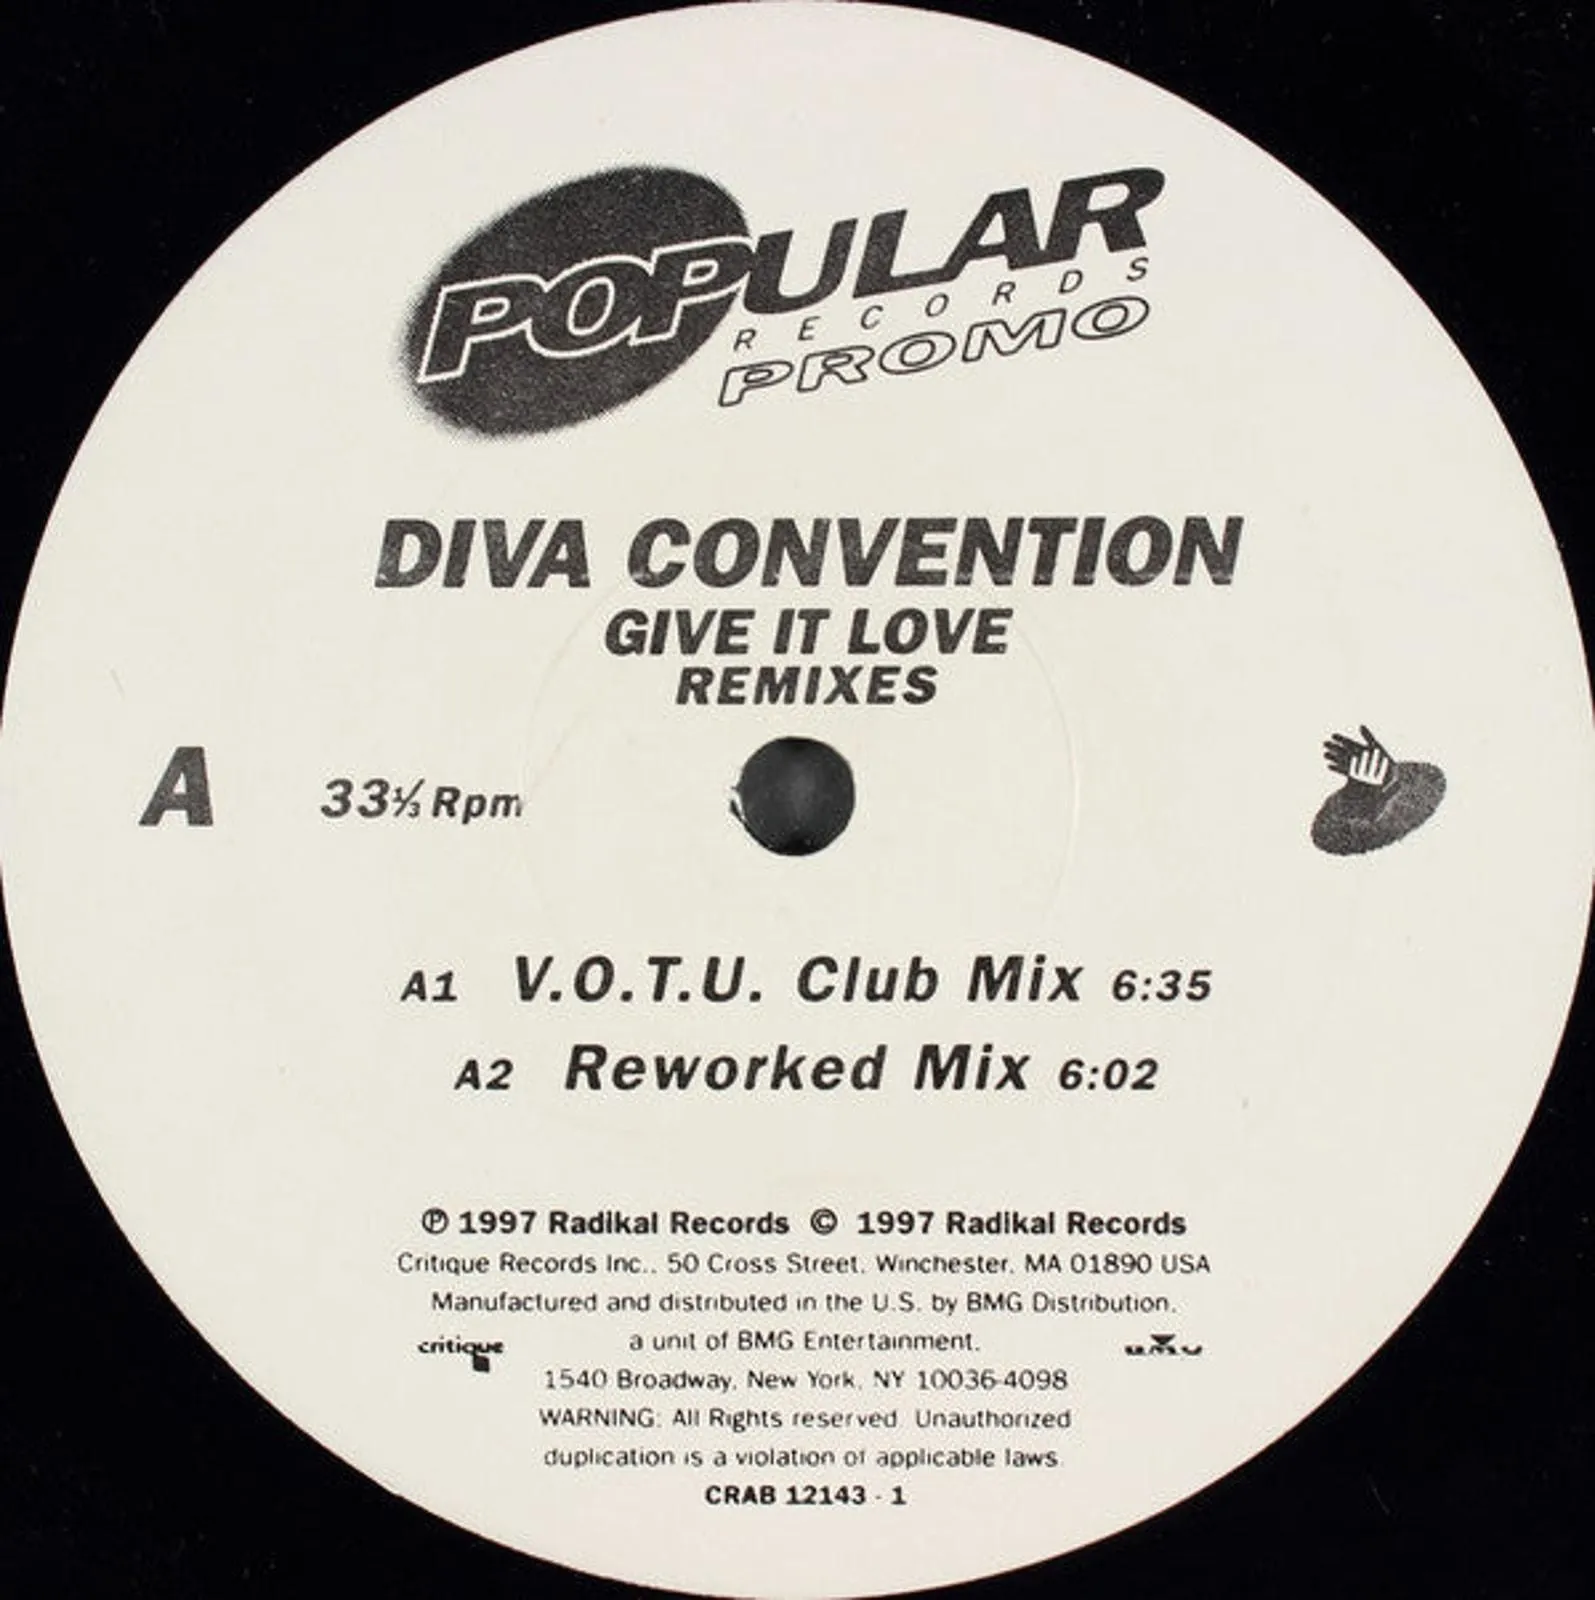 POPULAR
RECORDS
PROMO
DIVA CONVENTION
GIVE IT LOVE
REMIXES
A 33⅓ Rpm
A1 V.O.T.U. Club Mix 6:35
A2 Reworked Mix 6:02
℗ 1997 Radikal Records © 1997 Radikal Records
Critique Records Inc., 50 Cross Street, Winchester, MA 01890 USA
Manufactured and distributed in the U.S. by BMG Distribution,
critique a unit of BMG Entertainment,
1540 Broadway, New York, NY 10036-4098
WARNING: All Rights reserved. Unauthorized
duplication is a violation of applicable laws.
CRAB 12143 - 1